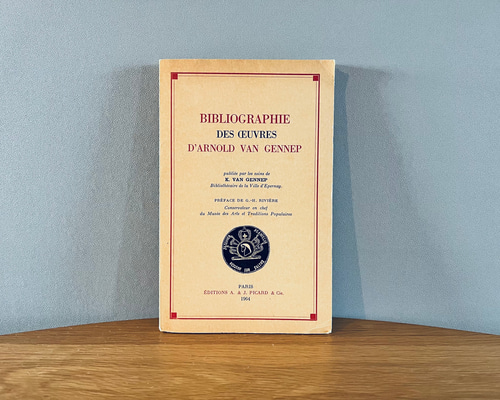 BIBLIOGRAPHIE
DES ŒUVRES
D'ARNOLD VAN GENNEP
publiée par les soins de
K. VAN GENNEP
Bibliothécaire de la Ville d'Epernay.
PRÉFACE DE G.-H. RIVIÈRE
Conservateur en chef
du Musée des Arts et Traditions Populaires
PARIS
ÉDITIONS A. & J. PICARD & Cie.
1964